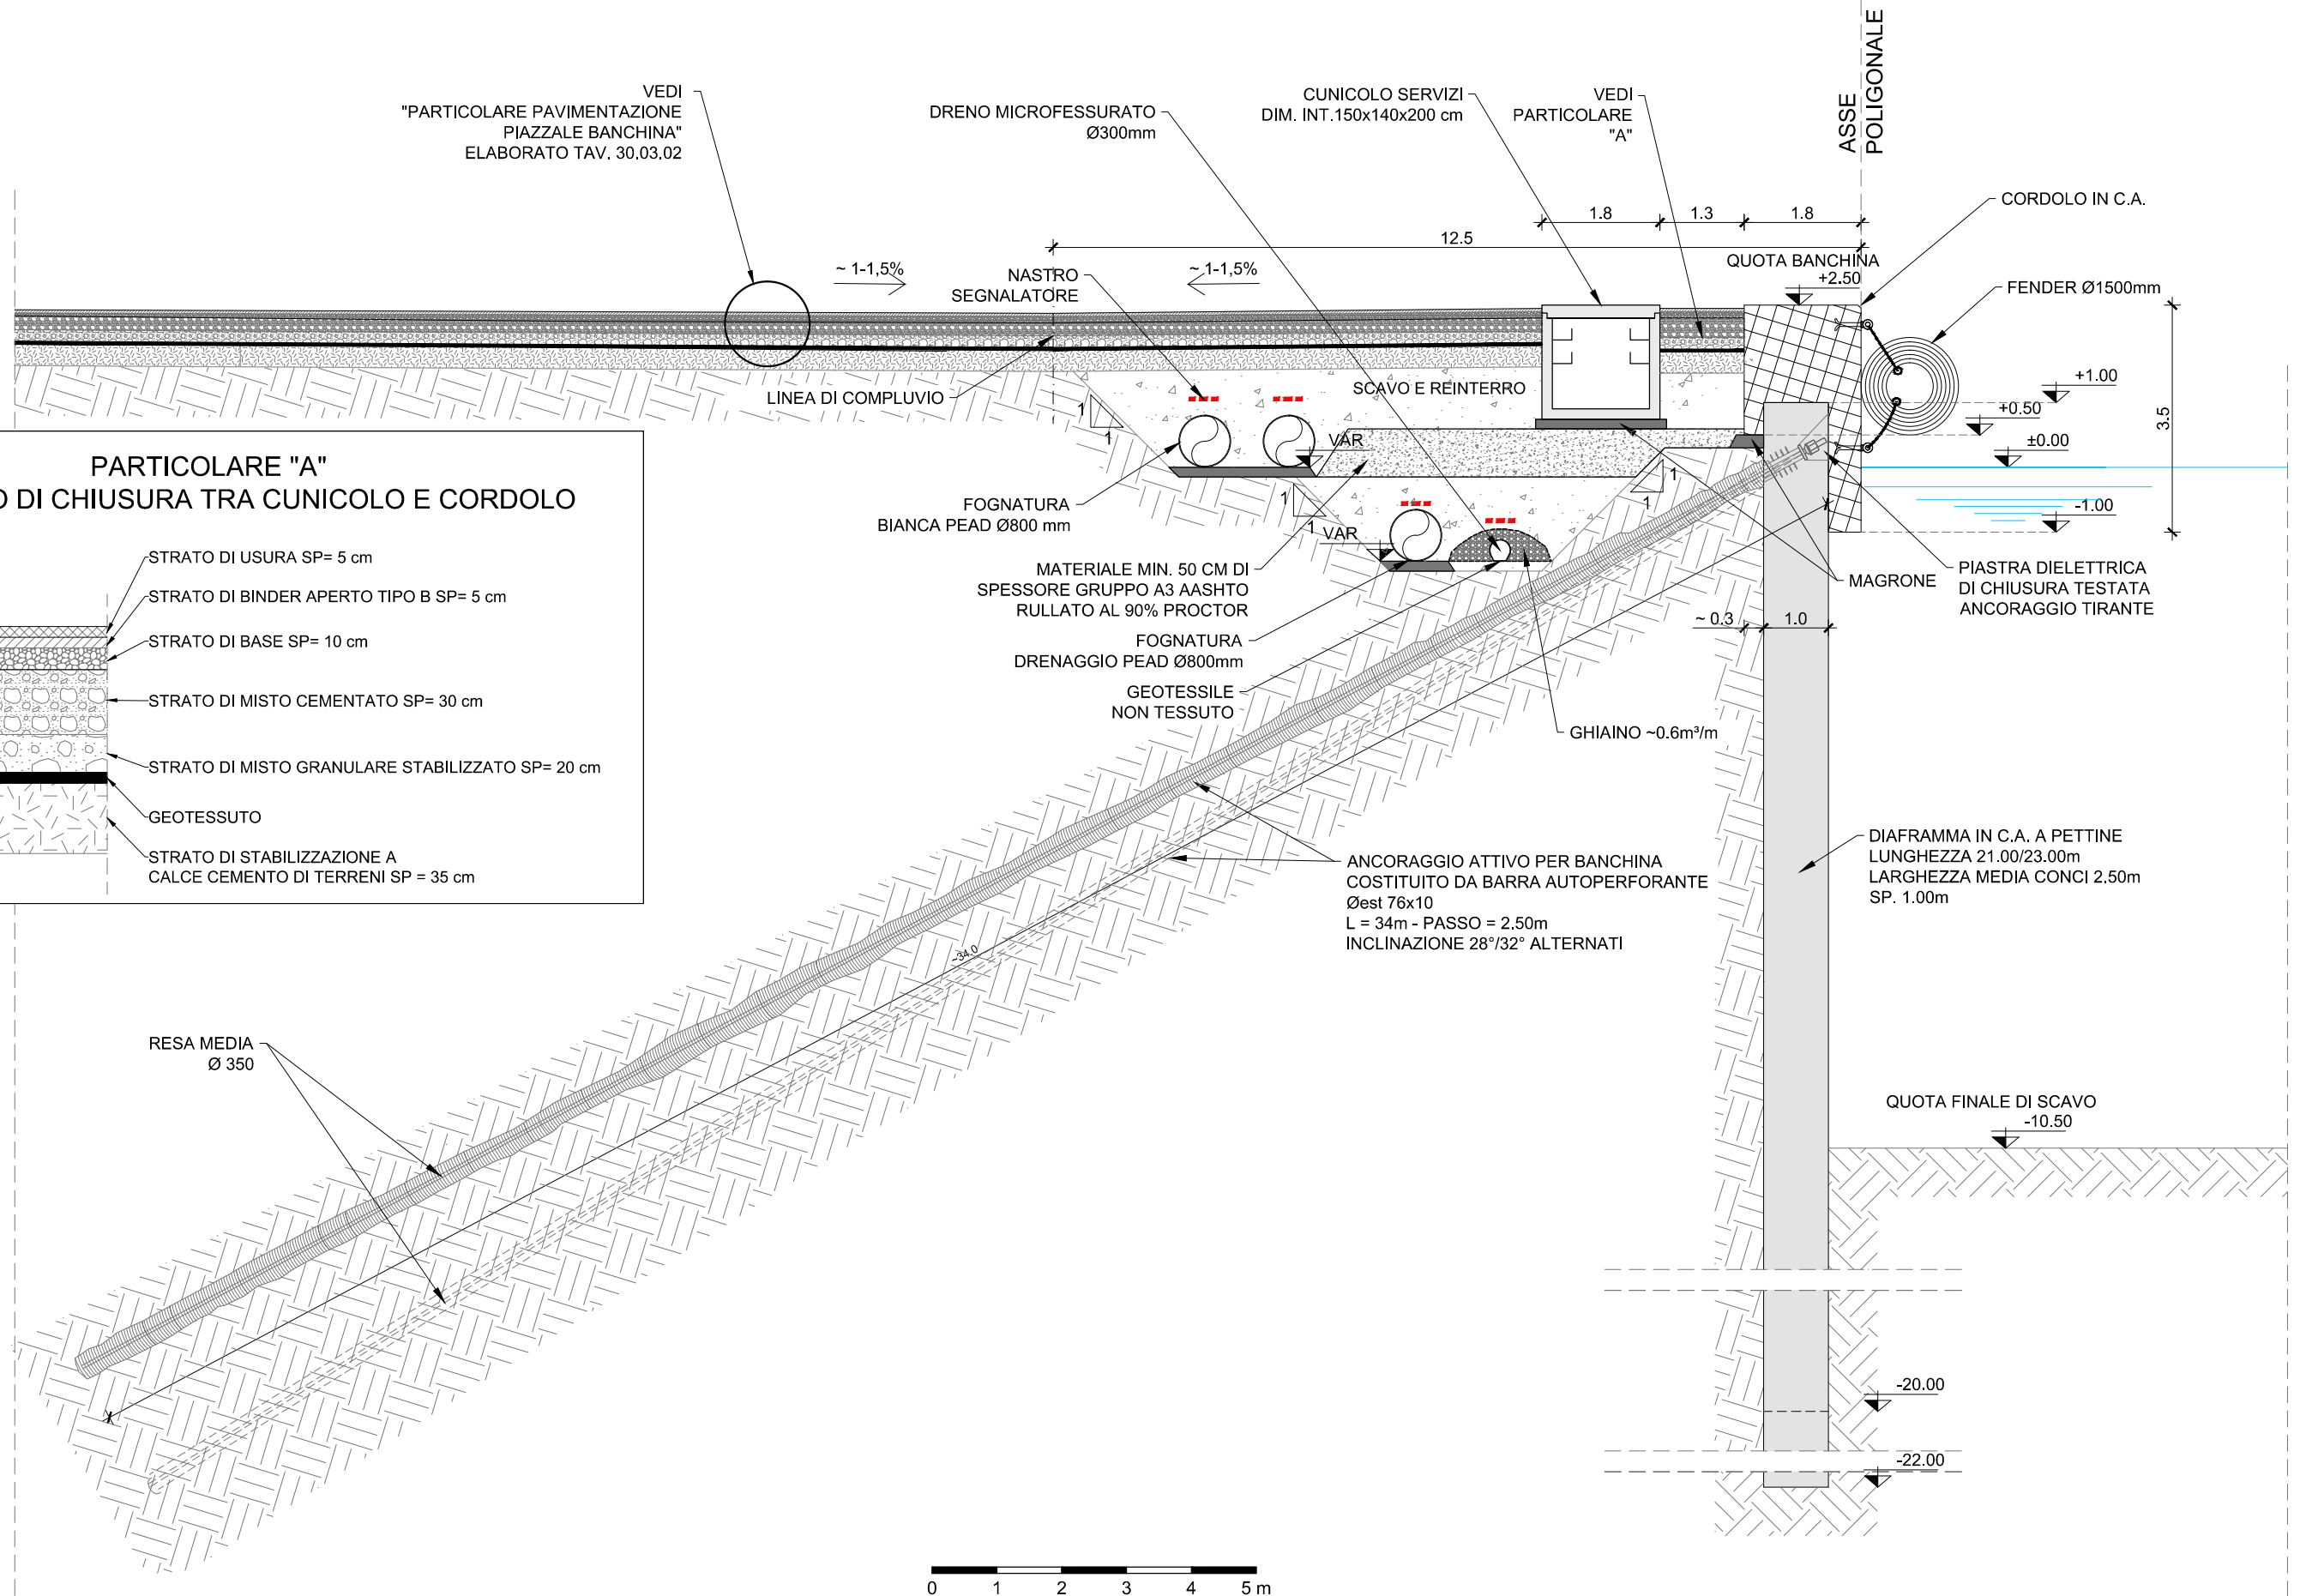 ASSE
POLIGONALE
VEDI
"PARTICOLARE PAVIMENTAZIONE
PIAZZALE BANCHINA"
ELABORATO TAV. 30.03.02
DRENO MICROFESSURATO
Ø300mm
CUNICOLO SERVIZI
DIM. INT.150x140x200 cm
VEDI
PARTICOLARE
"A"
CORDOLO IN C.A.
1.8
1.3
1.8
12.5
QUOTA BANCHINA
+2.50
~ 1-1,5%
~ 1-1,5%
NASTRO
SEGNALATORE
FENDER Ø1500mm
LINEA DI COMPLUVIO
SCAVO E REINTERRO
+1.00
+0.50
±0.00
-1.00
3.5
1
1
VAR
1
1
1
1
VAR
FOGNATURA
BIANCA PEAD Ø800 mm
MATERIALE MIN. 50 CM DI
SPESSORE GRUPPO A3 AASHTO
RULLATO AL 90% PROCTOR
FOGNATURA
DRENAGGIO PEAD Ø800mm
GEOTESSILE
NON TESSUTO
GHIAINO ~0.6m³/m
MAGRONE
PIASTRA DIELETTRICA
DI CHIUSURA TESTATA
ANCORAGGIO TIRANTE
~ 0.3
1.0
PARTICOLARE "A"
O DI CHIUSURA TRA CUNICOLO E CORDOLO
STRATO DI USURA SP= 5 cm
STRATO DI BINDER APERTO TIPO B SP= 5 cm
STRATO DI BASE SP= 10 cm
STRATO DI MISTO CEMENTATO SP= 30 cm
STRATO DI MISTO GRANULARE STABILIZZATO SP= 20 cm
GEOTESSUTO
STRATO DI STABILIZZAZIONE A
CALCE CEMENTO DI TERRENI SP = 35 cm
ANCORAGGIO ATTIVO PER BANCHINA
COSTITUITO DA BARRA AUTOPERFORANTE
Øest 76x10
L = 34m - PASSO = 2.50m
INCLINAZIONE 28°/32° ALTERNATI
~34.0
DIAFRAMMA IN C.A. A PETTINE
LUNGHEZZA 21.00/23.00m
LARGHEZZA MEDIA CONCI 2.50m
SP. 1.00m
RESA MEDIA
Ø 350
QUOTA FINALE DI SCAVO
-10.50
-20.00
-22.00
0 1 2 3 4 5 m